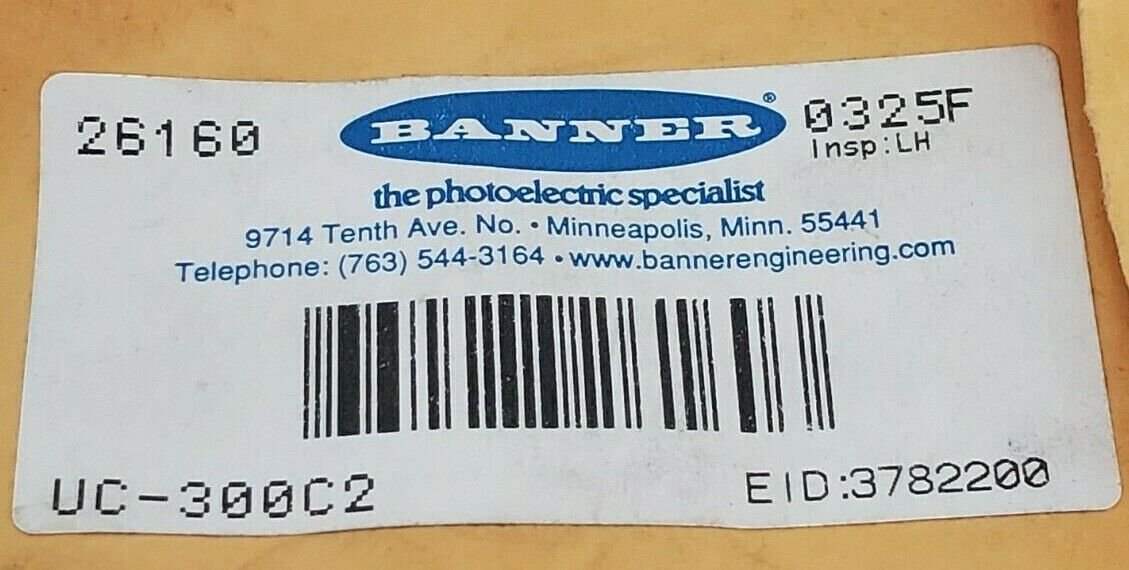 26160
BANNER®
0325F
Insp:LH
the photoelectric specialist
9714 Tenth Ave. No. • Minneapolis, Minn. 55441
Telephone: (763) 544-3164 • www.bannerengineering.com
UC-300C2
EID:3782200